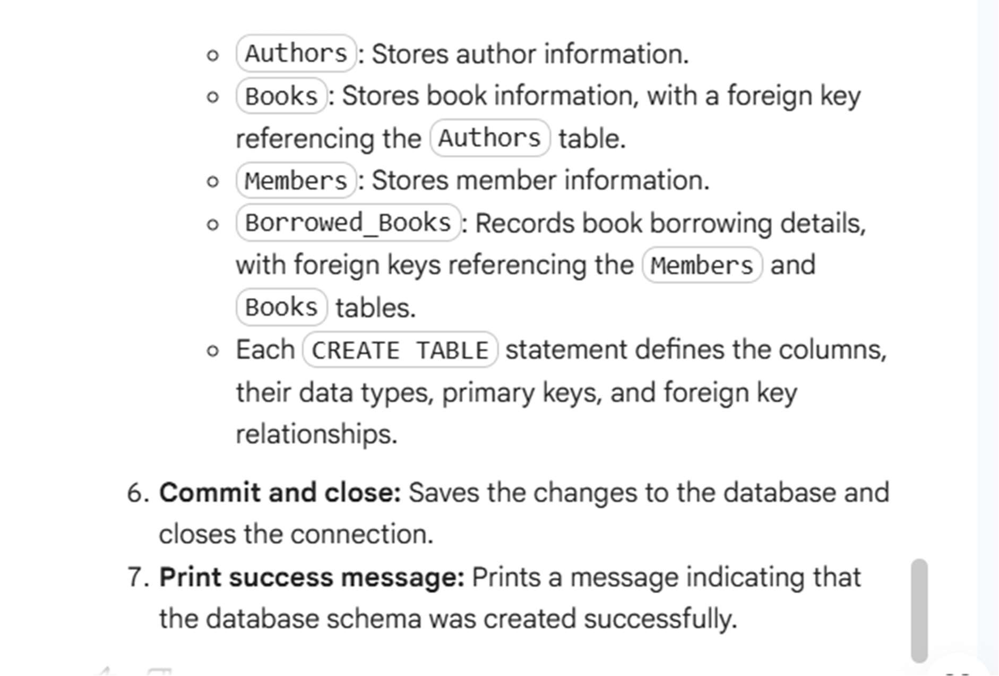 Authors: Stores author information.
Books: Stores book information, with a foreign key
referencing the Authors table.
Members: Stores member information.
Borrowed_Books: Records book borrowing details,
with foreign keys referencing the Members and
Books tables.
Each CREATE TABLE statement defines the columns,
their data types, primary keys, and foreign key
relationships.
6. Commit and close: Saves the changes to the database and
closes the connection.
7. Print success message: Prints a message indicating that
the database schema was created successfully.